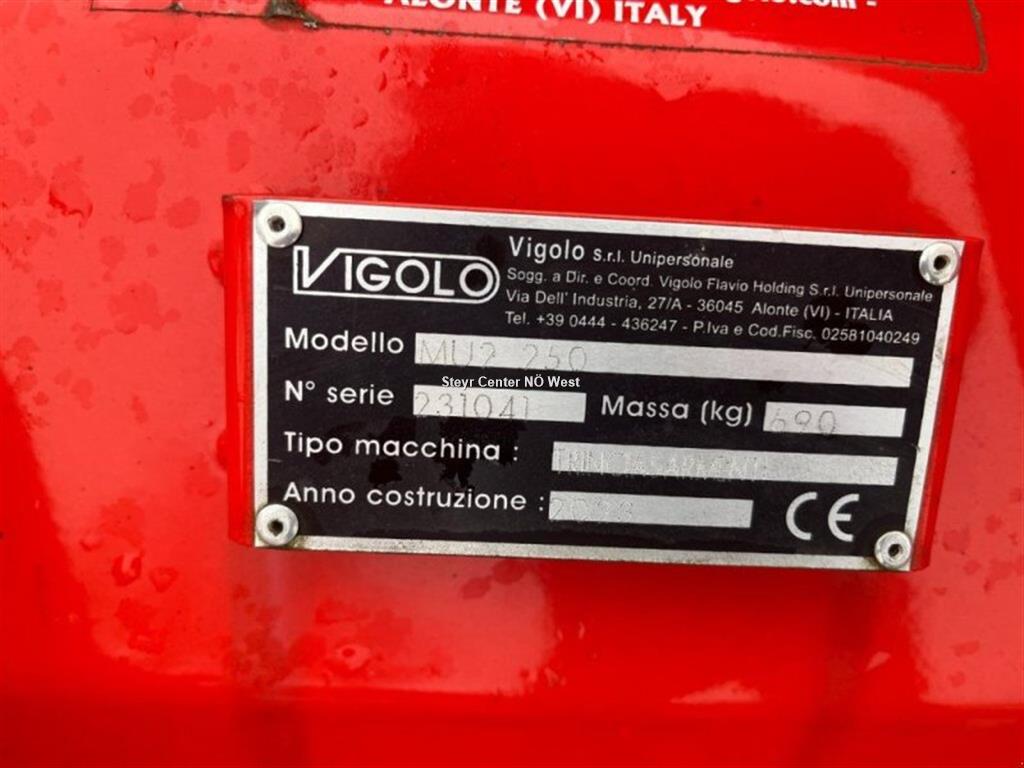 ALONTE (VI) ITALY
VIGOLO
Vigolo s.r.l. Unipersonale
Sogg. a Dir. e Coord. Vigolo Flavio Holding S.r.l. Unipersonale
Via Dell' Industria, 27/A - 36045 Alonte (VI) - ITALIA
Tel. +39 0444 - 436247 - P.Iva e Cod.Fisc. 02581040249
Modello MU2 250
Steyr Center NÖ West
N° serie 231041 Massa (kg) 690
Tipo macchina : TRINCIASARMENTI
Anno costruzione : 2023 CE